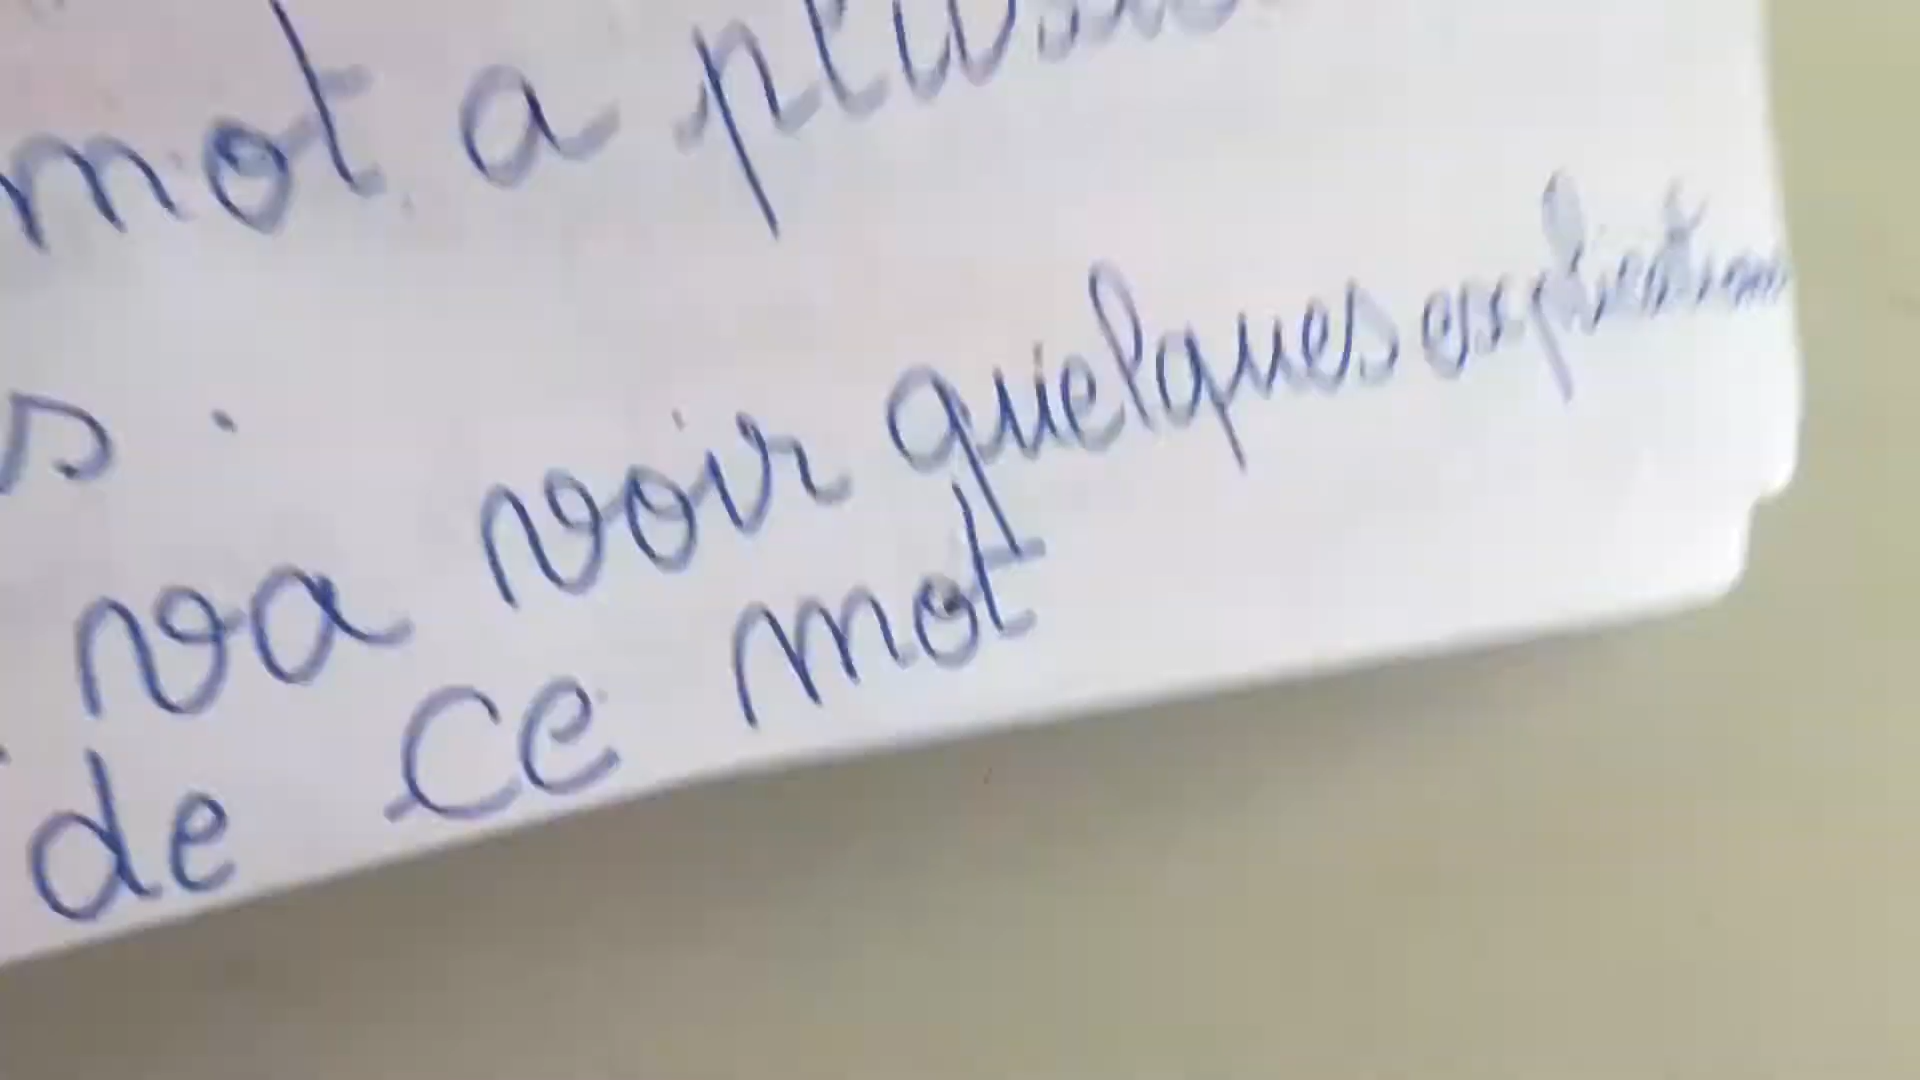 mot a
s.
va voir quelques explications
de ce mot